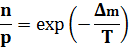 n/p = exp(−Δm/T)